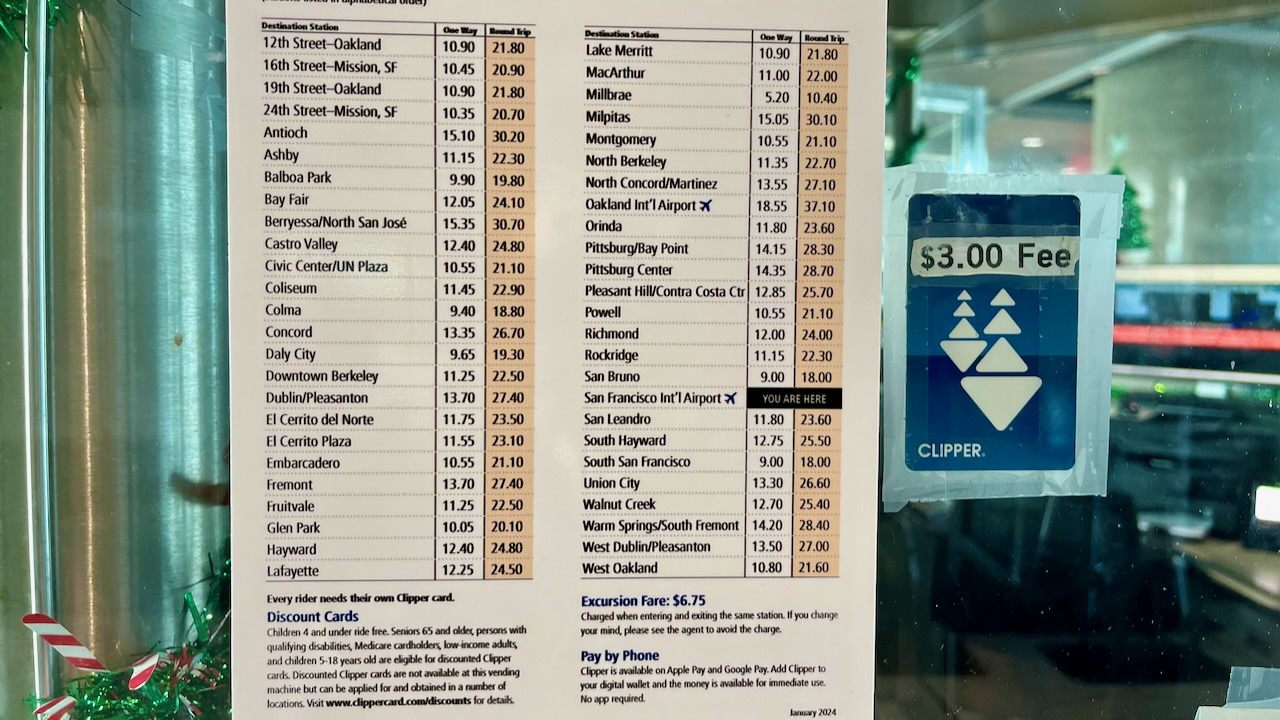 (Stations listed in alphabetical order)
Destination Station One Way Round Trip
12th Street–Oakland 10.90 21.80
16th Street–Mission, SF 10.45 20.90
19th Street–Oakland 10.90 21.80
24th Street–Mission, SF 10.35 20.70
Antioch 15.10 30.20
Ashby 11.15 22.30
Balboa Park 9.90 19.80
Bay Fair 12.05 24.10
Berryessa/North San José 15.35 30.70
Castro Valley 12.40 24.80
Civic Center/UN Plaza 10.55 21.10
Coliseum 11.45 22.90
Colma 9.40 18.80
Concord 13.35 26.70
Daly City 9.65 19.30
Downtown Berkeley 11.25 22.50
Dublin/Pleasanton 13.70 27.40
El Cerrito del Norte 11.75 23.50
El Cerrito Plaza 11.55 23.10
Embarcadero 10.55 21.10
Fremont 13.70 27.40
Fruitvale 11.25 22.50
Glen Park 10.05 20.10
Hayward 12.40 24.80
Lafayette 12.25 24.50
Every rider needs their own Clipper card.
Discount Cards
Children 4 and under ride free. Seniors 65 and older, persons with
qualifying disabilities, Medicare cardholders, low-income adults,
and children 5-18 years old are eligible for discounted Clipper
cards. Discounted Clipper cards are not available at this vending
machine but can be applied for and obtained in a number of
locations. Visit www.clippercard.com/discounts for details.
Destination Station One Way Round Trip
Lake Merritt 10.90 21.80
MacArthur 11.00 22.00
Millbrae 5.20 10.40
Milpitas 15.05 30.10
Montgomery 10.55 21.10
North Berkeley 11.35 22.70
North Concord/Martinez 13.55 27.10
Oakland Int'l Airport 18.55 37.10
Orinda 11.80 23.60
Pittsburg/Bay Point 14.15 28.30
Pittsburg Center 14.35 28.70
Pleasant Hill/Contra Costa Ctr 12.85 25.70
Powell 10.55 21.10
Richmond 12.00 24.00
Rockridge 11.15 22.30
San Bruno 9.00 18.00
San Francisco Int'l Airport YOU ARE HERE
San Leandro 11.80 23.60
South Hayward 12.75 25.50
South San Francisco 9.00 18.00
Union City 13.30 26.60
Walnut Creek 12.70 25.40
Warm Springs/South Fremont 14.20 28.40
West Dublin/Pleasanton 13.50 27.00
West Oakland 10.80 21.60
Excursion Fare: $6.75
Charged when entering and exiting the same station. If you change
your mind, please see the agent to avoid the charge.
Pay by Phone
Clipper is available on Apple Pay and Google Pay. Add Clipper to
your digital wallet and the money is available for immediate use.
No app required.
January 2024
$3.00 Fee
CLIPPER.